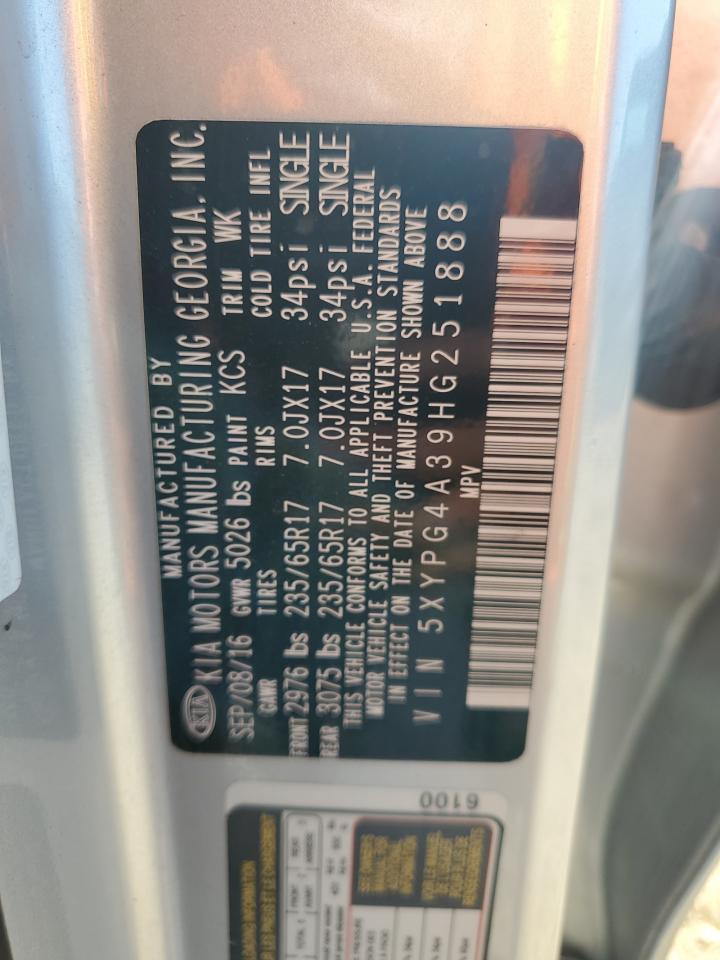 MANUFACTURED BY
KIA KIA MOTORS MANUFACTURING GEORGIA, INC.
SEP/08/16 GVWR 5026 lbs PAINT KCS TRIM WK
GAWR TIRES RIMS COLD TIRE INFL
FRONT 2976 lbs 235/65R17 7.0JX17 34psi SINGLE
REAR 3075 lbs 235/65R17 7.0JX17 34psi SINGLE
THIS VEHICLE CONFORMS TO ALL APPLICABLE U.S.A. FEDERAL
MOTOR VEHICLE SAFETY AND THEFT PREVENTION STANDARDS
IN EFFECT ON THE DATE OF MANUFACTURE SHOWN ABOVE
VIN 5XYPG4A39HG251888
MPV
6100
TOTAL
FRONT